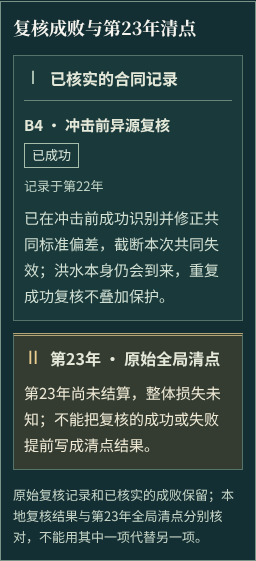 复核成败与第23年清点
I 已核实的合同记录
B4 · 冲击前异源复核
已成功
记录于第22年
已在冲击前成功识别并修正共
同标准偏差，截断本次共同失
效；洪水本身仍会到来，重复
成功复核不叠加保护。
II 第23年 · 原始全局清点
第23年尚未结算，整体损失未
知；不能把复核的成功或失败
提前写成清点结果。
原始复核记录和已核实的成败保留；本
地复核结果与第23年全局清点分别核
对，不能用其中一项代替另一项。